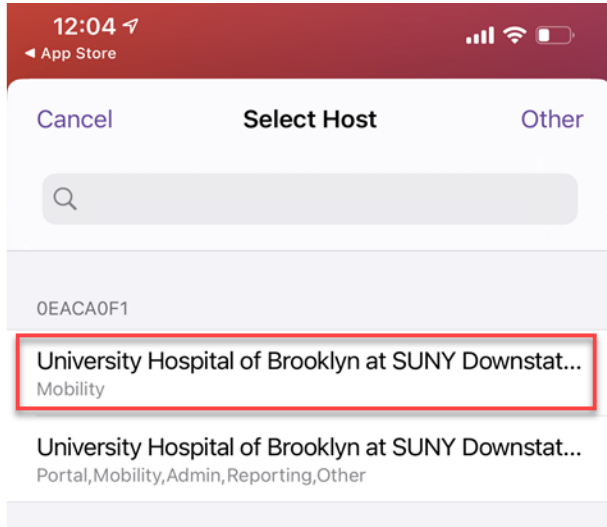 12:04
◀ App Store
Cancel Select Host Other
0EACA0F1
University Hospital of Brooklyn at SUNY Downstat...
Mobility
University Hospital of Brooklyn at SUNY Downstat...
Portal,Mobility,Admin,Reporting,Other